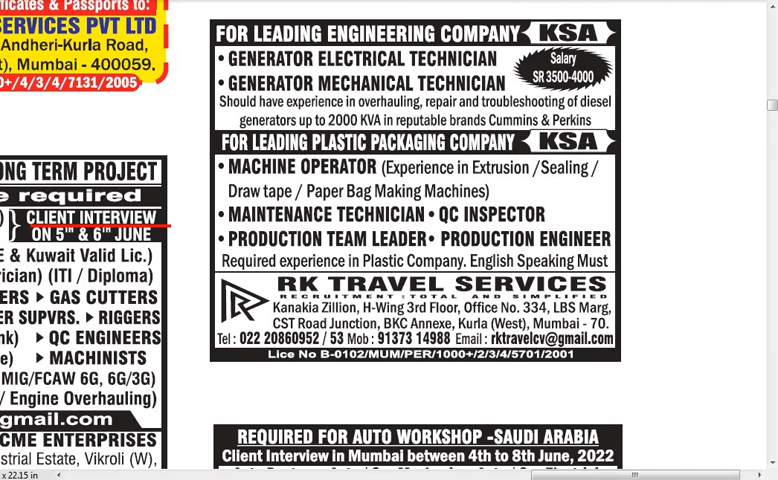 ficates & Passports to:
SERVICES PVT LTD
Andheri-Kurla Road,
t), Mumbai - 400059.
0+/4/3/4/7131/2005
ONG TERM PROJECT
e required
) } CLIENT INTERVIEW
ON 5TH & 6TH JUNE
E & Kuwait Valid Lic.)
rician) (ITI / Diploma)
ERS ▶ GAS CUTTERS
ER SUPVRS. ▶ RIGGERS
nk) ▶ QC ENGINEERS
e) ▶ MACHINISTS
MIG/FCAW 6G, 6G/3G)
/ Engine Overhauling)
gmail.com
CME ENTERPRISES
strial Estate, Vikroli (W),
x 22.15 in
FOR LEADING ENGINEERING COMPANY KSA
• GENERATOR ELECTRICAL TECHNICIAN
• GENERATOR MECHANICAL TECHNICIAN
Salary
SR 3500-4000
Should have experience in overhauling, repair and troubleshooting of diesel
generators up to 2000 KVA in reputable brands Cummins & Perkins
FOR LEADING PLASTIC PACKAGING COMPANY KSA
• MACHINE OPERATOR (Experience in Extrusion /Sealing /
Draw tape / Paper Bag Making Machines)
• MAINTENANCE TECHNICIAN • QC INSPECTOR
• PRODUCTION TEAM LEADER • PRODUCTION ENGINEER
Required experience in Plastic Company. English Speaking Must
RK TRAVEL SERVICES
RECRUITMENT : TOTAL AND SIMPLIFIED
Kanakia Zillion, H-Wing 3rd Floor, Office No. 334, LBS Marg,
CST Road Junction, BKC Annexe, Kurla (West), Mumbai - 70.
Tel : 022 20860952 / 53 Mob : 91373 14988 Email : rktravelcv@gmail.com
Lice No B-0102/MUM/PER/1000+/2/3/4/5701/2001
REQUIRED FOR AUTO WORKSHOP -SAUDI ARABIA
Client Interview in Mumbai between 4th to 8th June, 2022